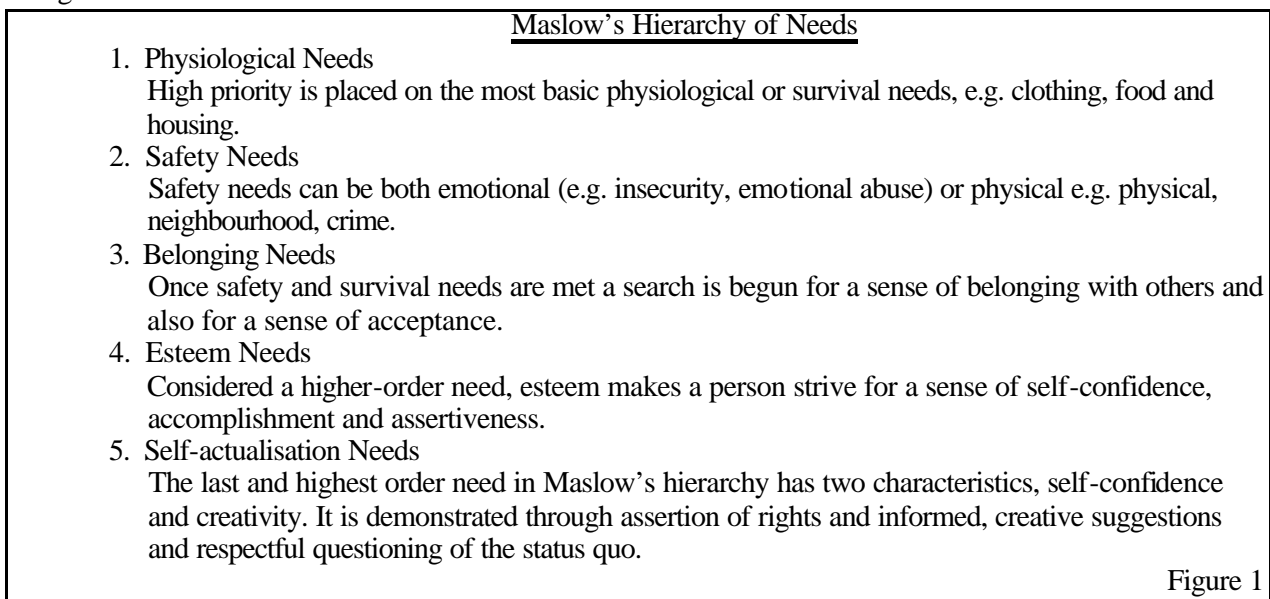 Maslow's Hierarchy of Needs
1. Physiological Needs
High priority is placed on the most basic physiological or survival needs, e.g. clothing, food and
housing.
2. Safety Needs
Safety needs can be both emotional (e.g. insecurity, emotional abuse) or physical e.g. physical,
neighbourhood, crime.
3. Belonging Needs
Once safety and survival needs are met a search is begun for a sense of belonging with others and
also for a sense of acceptance.
4. Esteem Needs
Considered a higher-order need, esteem makes a person strive for a sense of self-confidence,
accomplishment and assertiveness.
5. Self-actualisation Needs
The last and highest order need in Maslow's hierarchy has two characteristics, self-confidence
and creativity. It is demonstrated through assertion of rights and informed, creative suggestions
and respectful questioning of the status quo.
Figure 1